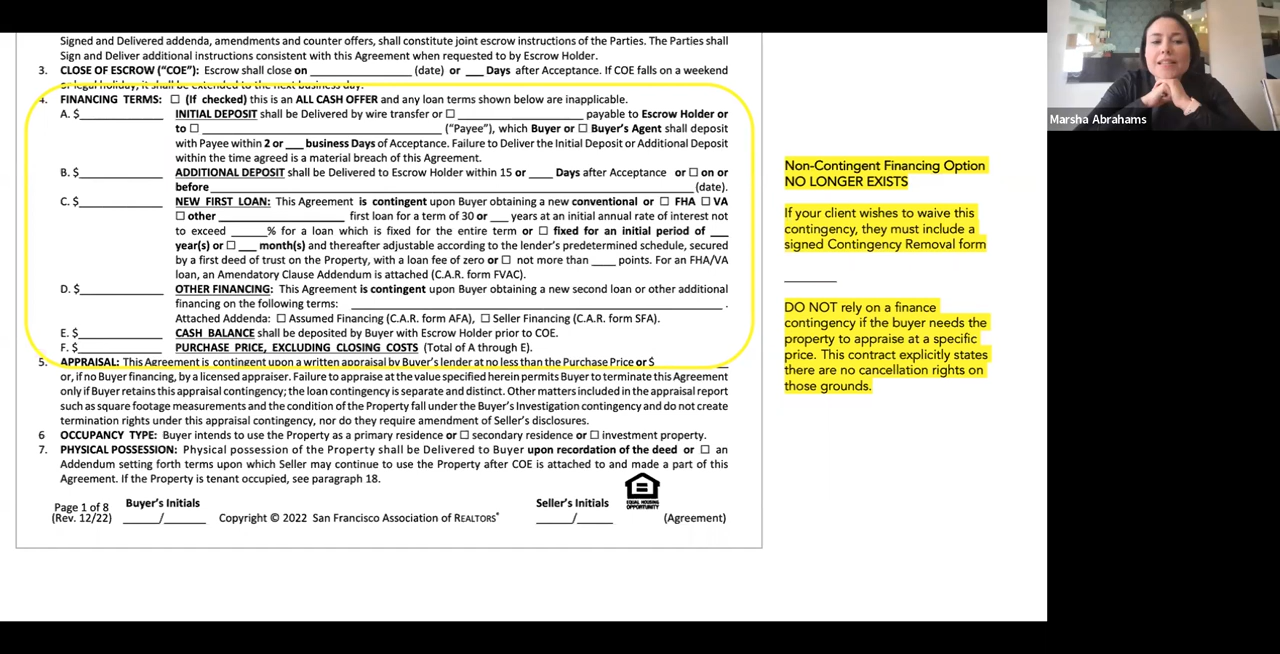 Signed and Delivered addenda, amendments and counter offers, shall constitute joint escrow instructions of the Parties. The Parties shall
Sign and Deliver additional instructions consistent with this Agreement when requested by Escrow Holder.
3. CLOSE OF ESCROW ("COE"): Escrow shall close on ________________ (date) or ___ Days after Acceptance. If COE falls on a weekend
or legal holiday, it shall be extended to the next business day.
4. FINANCING TERMS: ☐ (If checked) this is an ALL CASH OFFER and any loan terms shown below are inapplicable.
A. $_____________ INITIAL DEPOSIT shall be Delivered by wire transfer or ☐ ____________________ payable to Escrow Holder or
to ☐ ______________________________________ ("Payee"), which Buyer or ☐ Buyer's Agent shall deposit
with Payee within 2 or ___ business Days of Acceptance. Failure to Deliver the Initial Deposit or Additional Deposit
within the time agreed is a material breach of this Agreement.
B. $_____________ ADDITIONAL DEPOSIT shall be Delivered to Escrow Holder within 15 or ____ Days after Acceptance or ☐ on or
before______________________________________________________________________________(date).
C. $_____________ NEW FIRST LOAN: This Agreement is contingent upon Buyer obtaining a new conventional or ☐ FHA ☐ VA
☐ other ____________________ first loan for a term of 30 or ___ years at an initial annual rate of interest not
to exceed ______% for a loan which is fixed for the entire term or ☐ fixed for an initial period of ___
year(s) or ☐ ___ month(s) and thereafter adjustable according to the lender's predetermined schedule, secured
by a first deed of trust on the Property, with a loan fee of zero or ☐ not more than ____ points. For an FHA/VA
loan, an Amendatory Clause Addendum is attached (C.A.R. form FVAC).
D. $_____________ OTHER FINANCING: This Agreement is contingent upon Buyer obtaining a new second loan or other additional
financing on the following terms: ____________________________________________________________ .
Attached Addenda: ☐ Assumed Financing (C.A.R. form AFA), ☐ Seller Financing (C.A.R. form SFA).
E. $_____________ CASH BALANCE shall be deposited by Buyer with Escrow Holder prior to COE.
F. $_____________ PURCHASE PRICE, EXCLUDING CLOSING COSTS (Total of A through E).
5. APPRAISAL: This Agreement is contingent upon a written appraisal by Buyer's lender at no less than the Purchase Price or $____________
or, if no Buyer financing, by a licensed appraiser. Failure to appraise at the value specified herein permits Buyer to terminate this Agreement
only if Buyer retains this appraisal contingency; the loan contingency is separate and distinct. Other matters included in the appraisal report
such as square footage measurements and the condition of the Property fall under the Buyer's Investigation contingency and do not create
termination rights under this appraisal contingency, nor do they require amendment of Seller's disclosures.
6 OCCUPANCY TYPE: Buyer intends to use the Property as a primary residence or ☐ secondary residence or ☐ investment property.
7. PHYSICAL POSSESSION: Physical possession of the Property shall be Delivered to Buyer upon recordation of the deed or ☐ an
Addendum setting forth terms upon which Seller may continue to use the Property after COE is attached to and made a part of this
Agreement. If the Property is tenant occupied, see paragraph 18.
Page 1 of 8 Buyer's Initials Seller's Initials
EQUAL HOUSING
OPPORTUNITY
(Rev. 12/22) ______/_______ Copyright © 2022 San Francisco Association of REALTORS® ______/______ (Agreement)
Non-Contingent Financing Option
NO LONGER EXISTS
If your client wishes to waive this
contingency, they must include a
signed Contingency Removal form
________
DO NOT rely on a finance
contingency if the buyer needs the
property to appraise at a specific
price. This contract explicitly states
there are no cancellation rights on
those grounds.
Marsha Abrahams